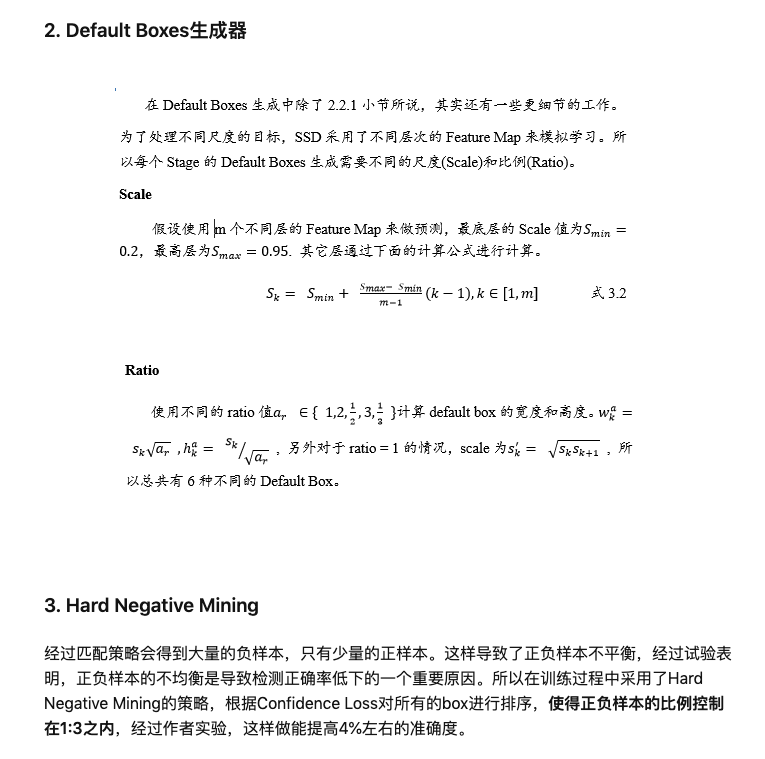 2. Default Boxes生成器
在 Default Boxes 生成中除了 2.2.1 小节所说，其实还有一些更细节的工作。
为了处理不同尺度的目标，SSD 采用了不同层次的 Feature Map 来模拟学习。所
以每个 Stage 的 Default Boxes 生成需要不同的尺度(Scale)和比例(Ratio)。
Scale
假设使用 m 个不同层的 Feature Map 来做预测，最底层的 Scale 值为$S_{min}$ =
0.2，最高层为$S_{max}$ = 0.95. 其它层通过下面的计算公式进行计算。
$S_k = S_{min} + \frac{S_{max} - S_{min}}{m-1}(k-1), k \in [1, m]$ 式 3.2
Ratio
使用不同的 ratio 值$a_r \in \{1,2,\frac{1}{2},3,\frac{1}{3}\}$计算 default box 的宽度和高度。$w_k^a$ =
$s_k\sqrt{a_r}$ , $h_k^a = s_k/\sqrt{a_r}$ ，另外对于 ratio = 1 的情况，scale 为$s_k' = \sqrt{s_k s_{k+1}}$ 。所
以总共有 6 种不同的 Default Box。
3. Hard Negative Mining
经过匹配策略会得到大量的负样本，只有少量的正样本。这样导致了正负样本不平衡，经过试验表
明，正负样本的不均衡是导致检测正确率低下的一个重要原因。所以在训练过程中采用了Hard
Negative Mining的策略，根据Confidence Loss对所有的box进行排序，使得正负样本的比例控制
在1:3之内，经过作者实验，这样做能提高4%左右的准确度。